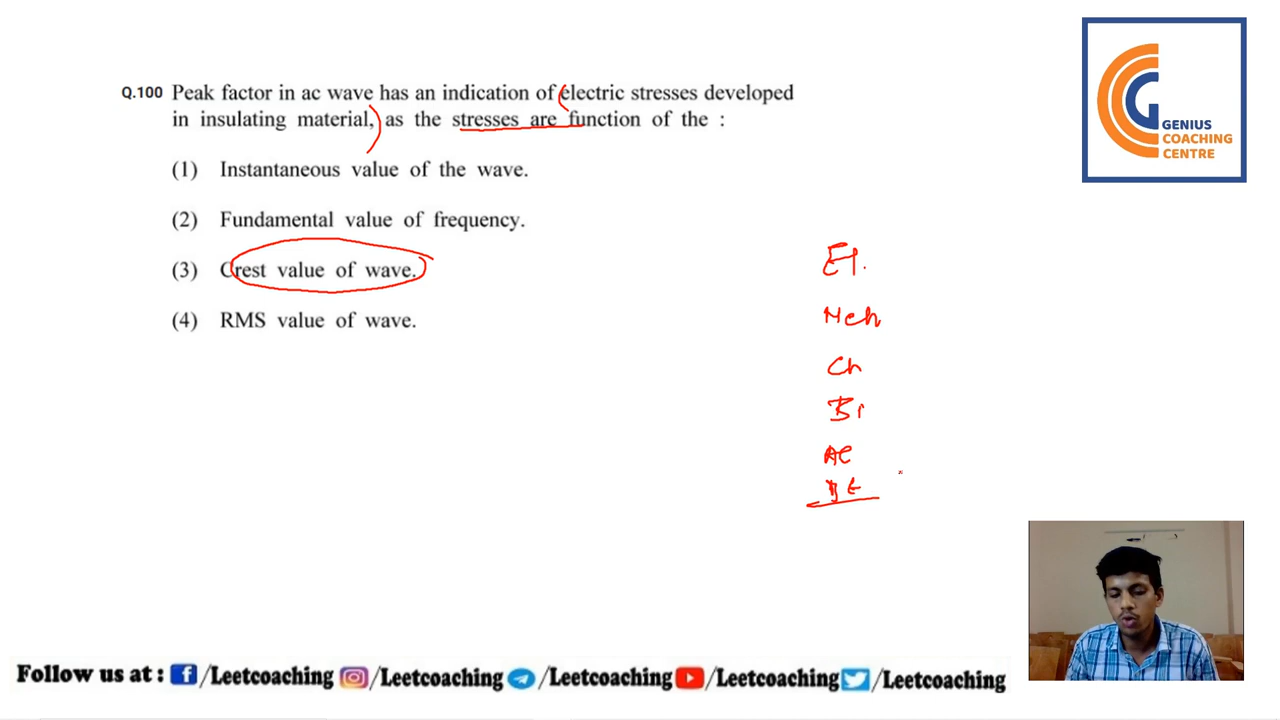 Q.100 Peak factor in ac wave has an indication of electric stresses developed
in insulating material, as the stresses are function of the :
(1) Instantaneous value of the wave.
(2) Fundamental value of frequency.
(3) Crest value of wave.
(4) RMS value of wave.
G
GENIUS
COACHING
CENTRE
El.
Meh
Ch
Follow us at : f /Leetcoaching /Leetcoaching /Leetcoaching /Leetcoaching /Leetcoaching